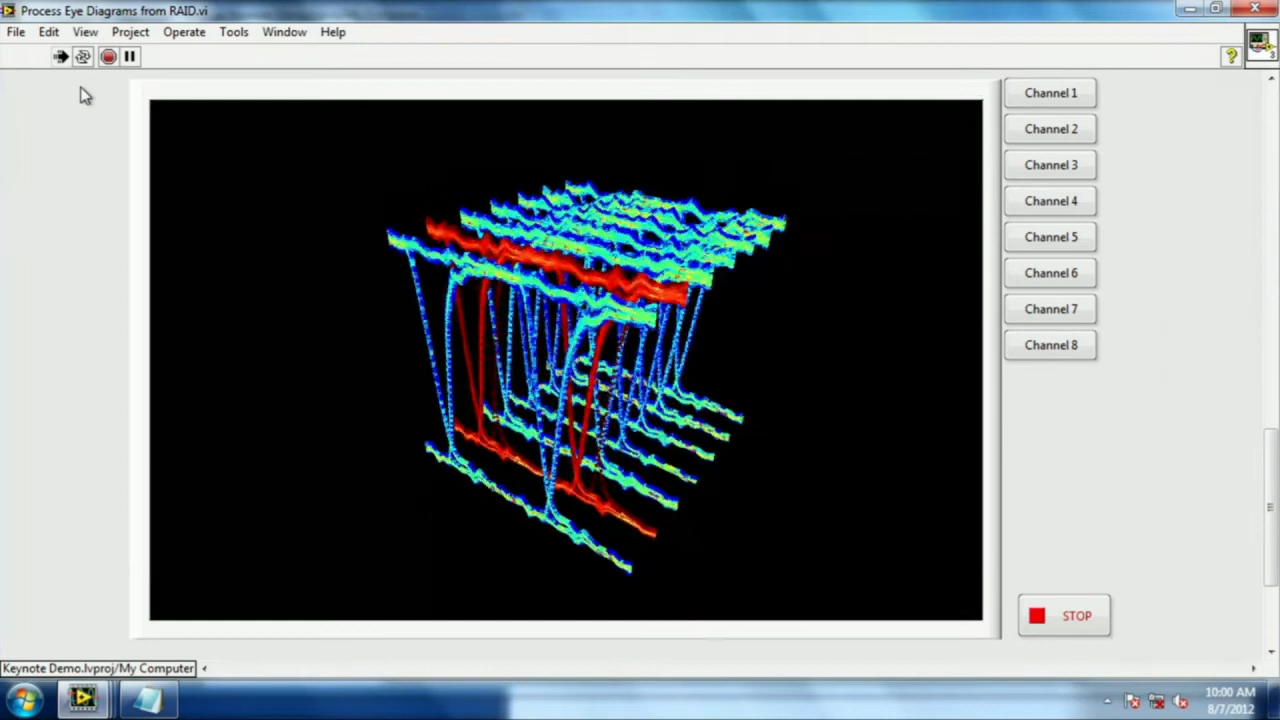 Process Eye Diagrams from RAID.vi
File Edit View Project Operate Tools Window Help
?
3
Channel 1
Channel 2
Channel 3
Channel 4
Channel 5
Channel 6
Channel 7
Channel 8
STOP
Keynote Demo.lvproj/My Computer
10:00 AM
8/7/2012